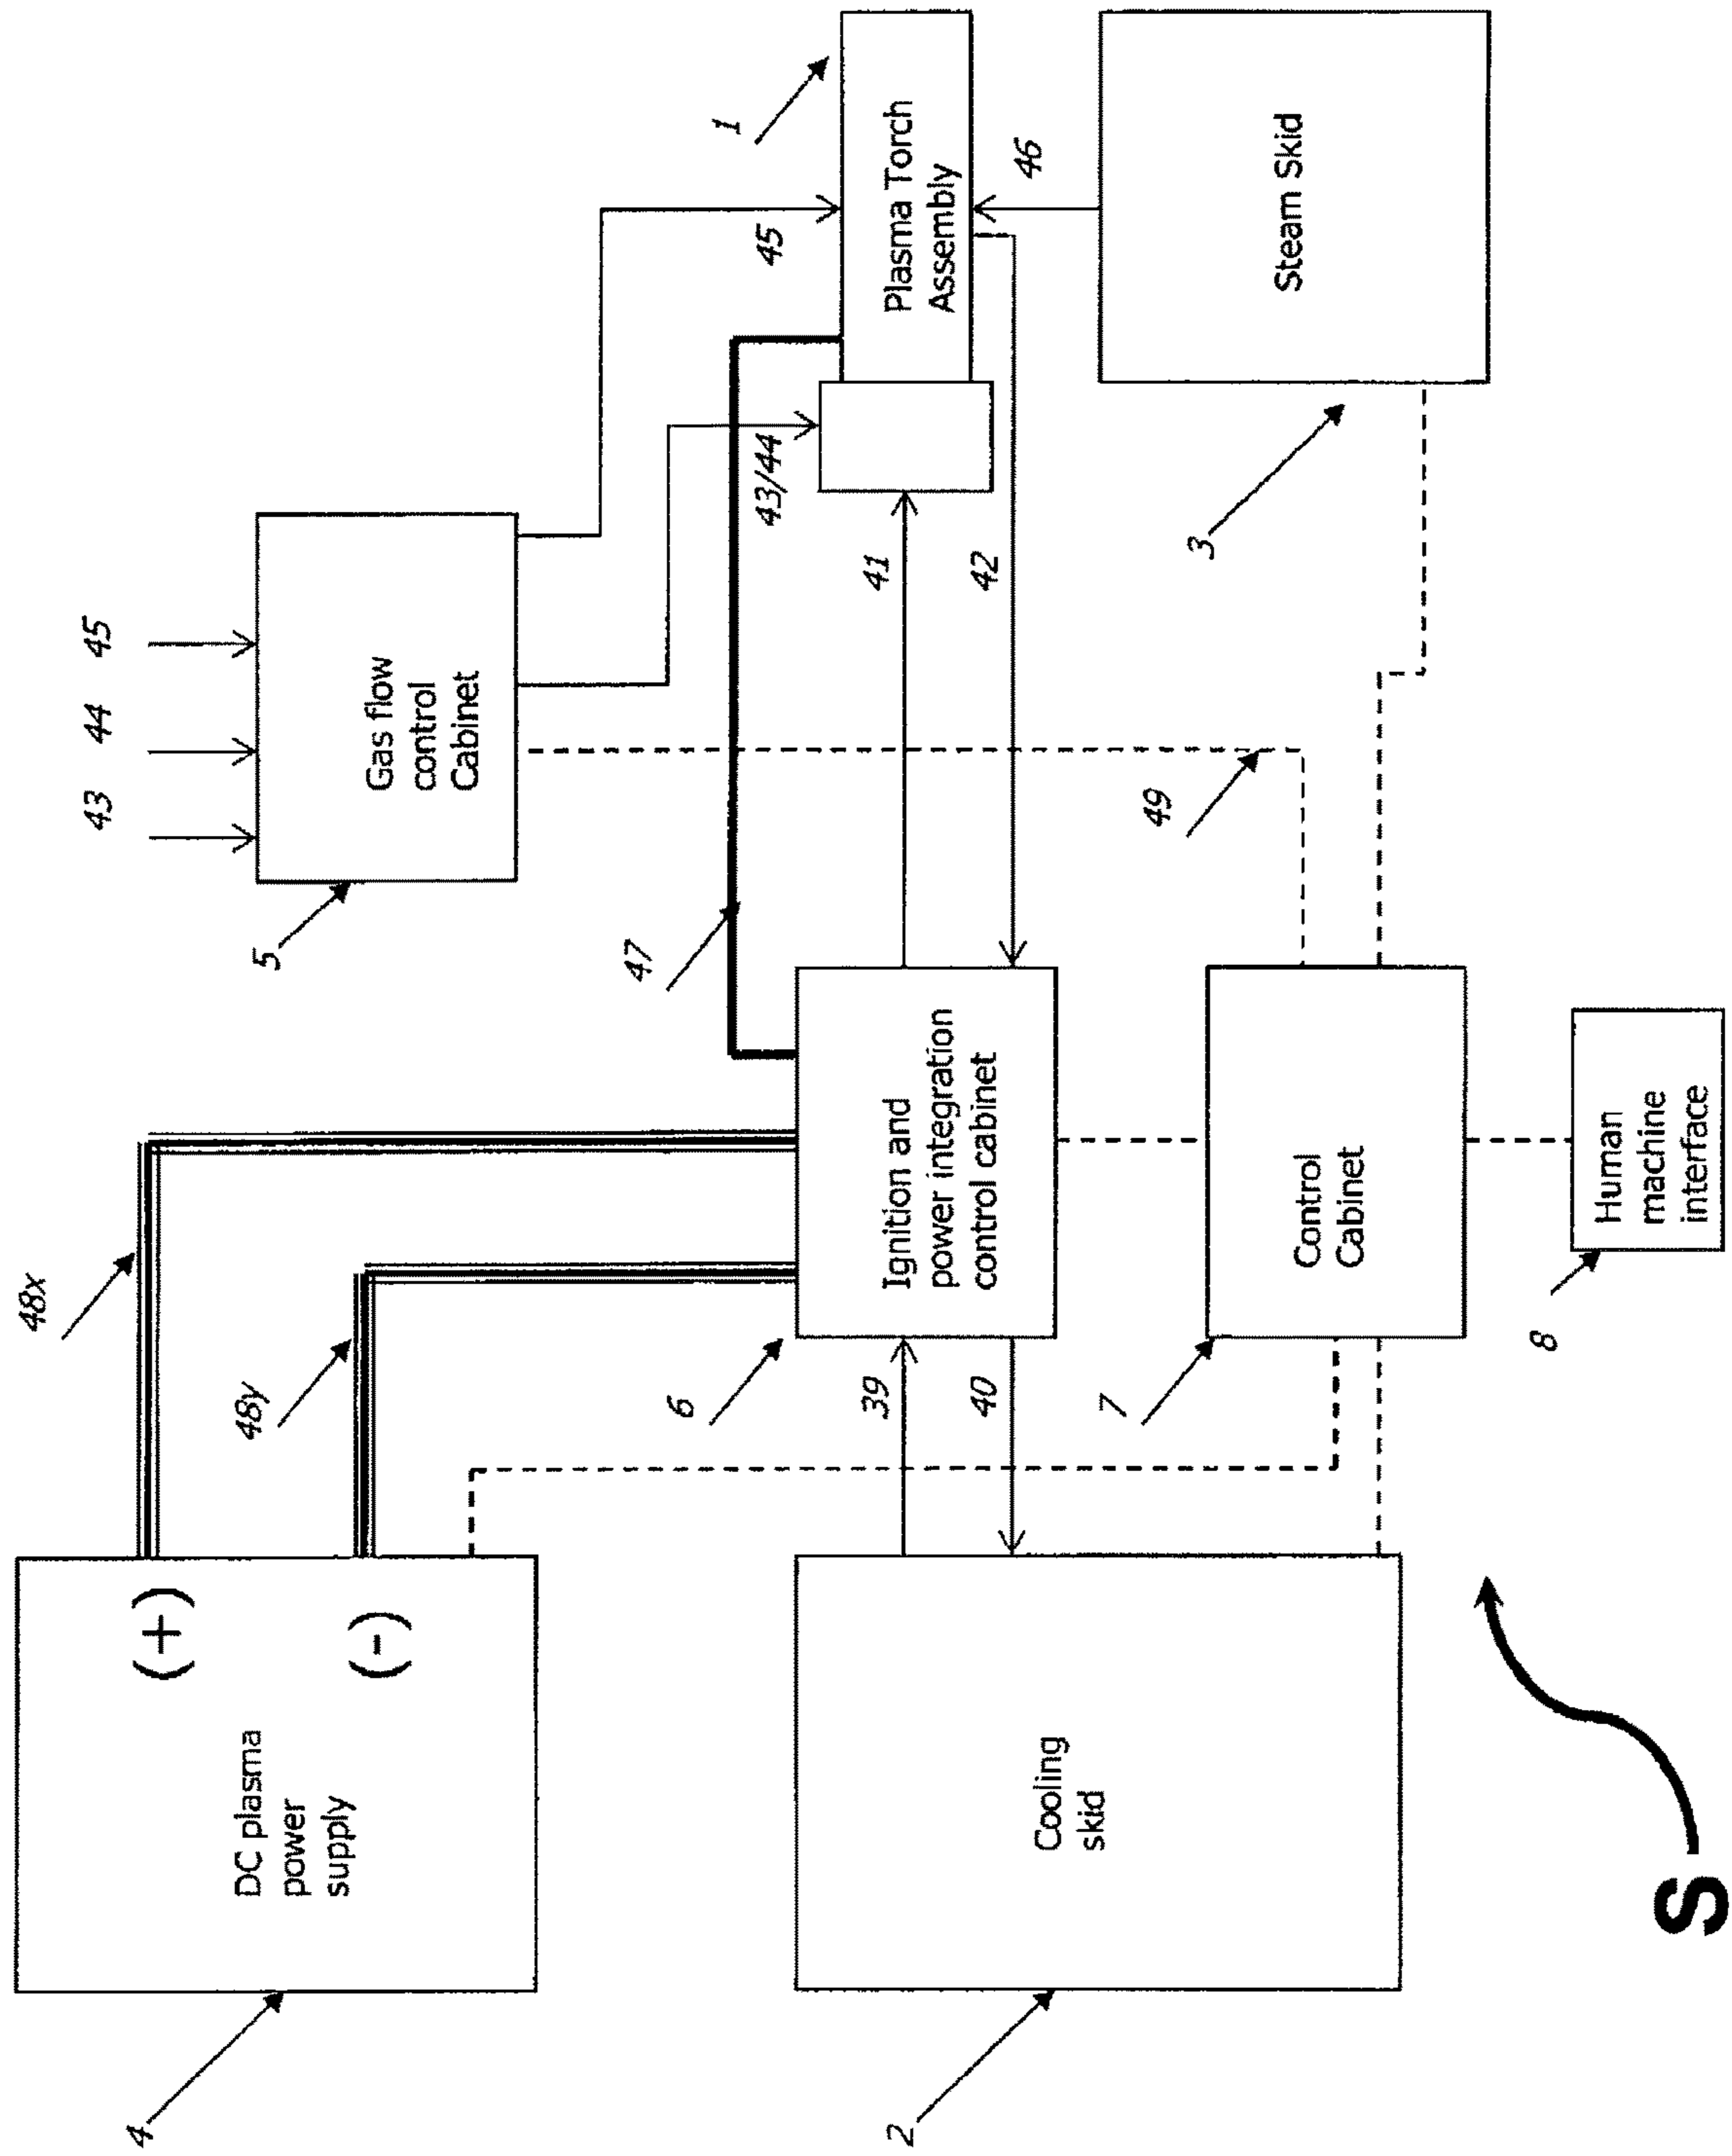 4
DC plasma
power
supply
(+)
(-)
48x
48y
43
44
45
5
Gas flow
control
Cabinet
47
45
43/44
1
Plasma Torch
Assembly
46
41
42
6
Ignition and
power integration
control cabinet
39
40
2
Cooling
skid
49
3
Steam Skid
7
Control
Cabinet
8
Human
machine
interface
S